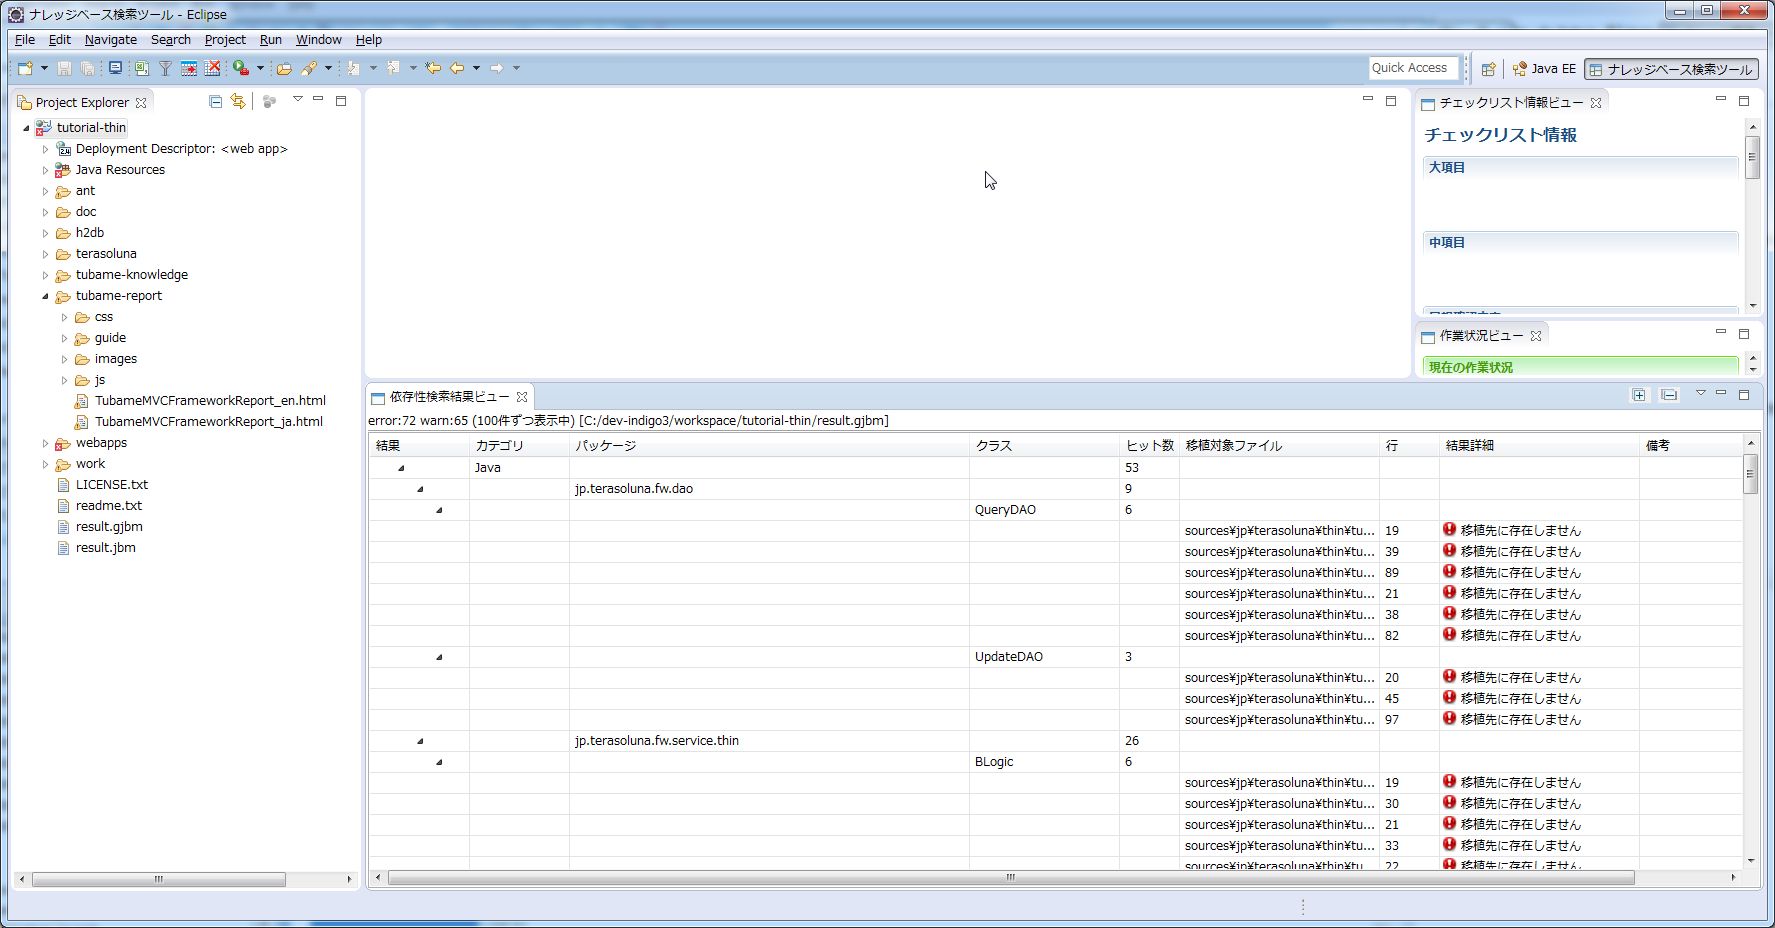 ナレッジベース検索ツール - Eclipse
File Edit Navigate Search Project Run Window Help
Quick Access
Java EE
ナレッジベース検索ツール
Project Explorer
tutorial-thin
Deployment Descriptor: <web app>
Java Resources
ant
doc
h2db
terasoluna
tubame-knowledge
tubame-report
css
guide
images
js
TubameMVCFrameworkReport_en.html
TubameMVCFrameworkReport_ja.html
webapps
work
LICENSE.txt
readme.txt
result.gjbm
result.jbm
チェックリスト情報ビュー
チェックリスト情報
大項目
中項目
作業状況ビュー
現在の作業状況
依存性検索結果ビュー
error:72 warn:65 (100件ずつ表示中) [C:/dev-indigo3/workspace/tutorial-thin/result.gjbm]
結果 カテゴリ パッケージ クラス ヒット数 移植対象ファイル 行 結果詳細 備考
Java 53
jp.terasoluna.fw.dao 9
QueryDAO 6
sources¥jp¥terasoluna¥thin¥tu... 19 移植先に存在しません
sources¥jp¥terasoluna¥thin¥tu... 39 移植先に存在しません
sources¥jp¥terasoluna¥thin¥tu... 89 移植先に存在しません
sources¥jp¥terasoluna¥thin¥tu... 21 移植先に存在しません
sources¥jp¥terasoluna¥thin¥tu... 38 移植先に存在しません
sources¥jp¥terasoluna¥thin¥tu... 82 移植先に存在しません
UpdateDAO 3
sources¥jp¥terasoluna¥thin¥tu... 20 移植先に存在しません
sources¥jp¥terasoluna¥thin¥tu... 45 移植先に存在しません
sources¥jp¥terasoluna¥thin¥tu... 97 移植先に存在しません
jp.terasoluna.fw.service.thin 26
BLogic 6
sources¥jp¥terasoluna¥thin¥tu... 19 移植先に存在しません
sources¥jp¥terasoluna¥thin¥tu... 30 移植先に存在しません
sources¥jp¥terasoluna¥thin¥tu... 21 移植先に存在しません
sources¥jp¥terasoluna¥thin¥tu... 33 移植先に存在しません
sources¥jp¥terasoluna¥thin¥tu... 22 移植先に存在しません